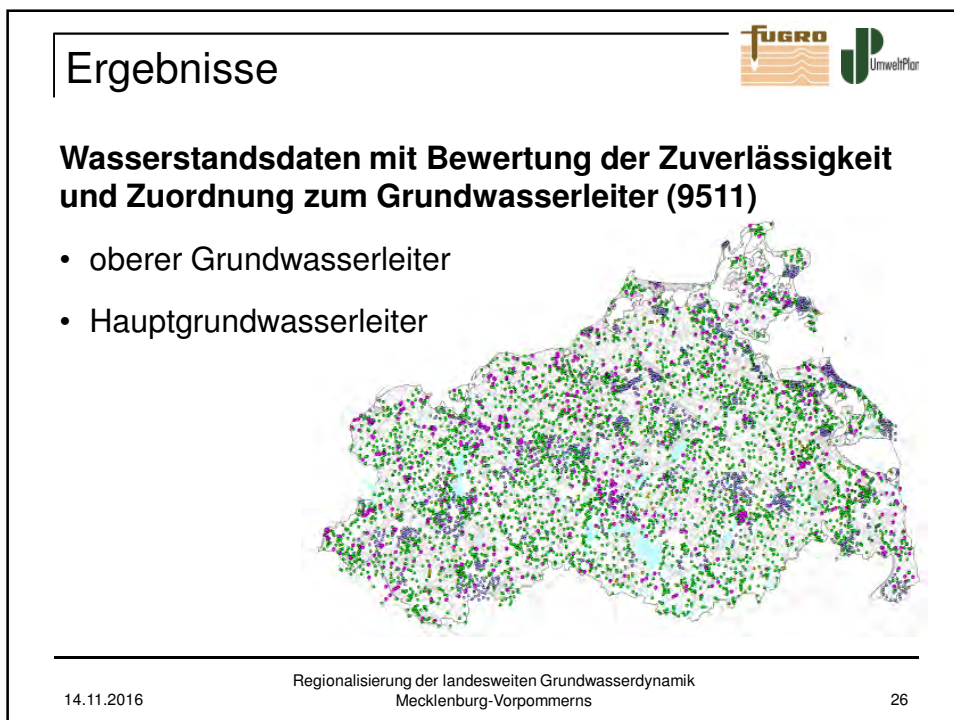 Ergebnisse
FUGRO
UmweltPlan
Wasserstandsdaten mit Bewertung der Zuverlässigkeit
und Zuordnung zum Grundwasserleiter (9511)
• oberer Grundwasserleiter
• Hauptgrundwasserleiter
14.11.2016
Regionalisierung der landesweiten Grundwasserdynamik
Mecklenburg-Vorpommerns
26